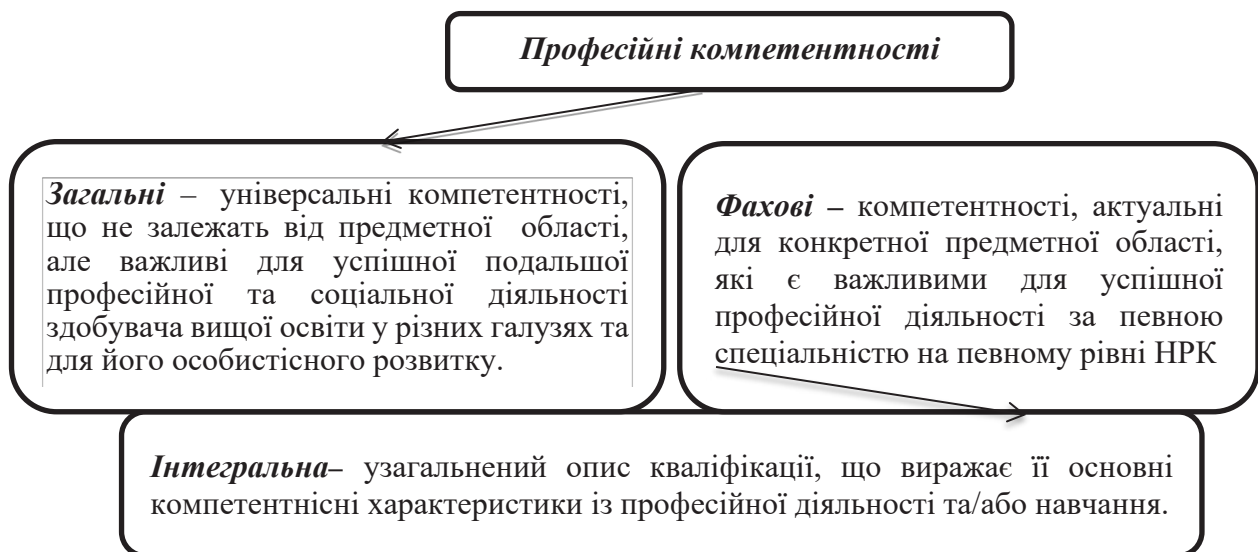 Професійні компетентності
Загальні – універсальні компетентності,
що не залежать від предметної області,
але важливі для успішної подальшої
професійної та соціальної діяльності
здобувача вищої освіти у різних галузях та
для його особистісного розвитку.
Фахові – компетентності, актуальні
для конкретної предметної області,
які є важливими для успішної
професійної діяльності за певною
спеціальністю на певному рівні НРК
Інтегральна– узагальнений опис кваліфікації, що виражає її основні
компетентнісні характеристики із професійної діяльності та/або навчання.